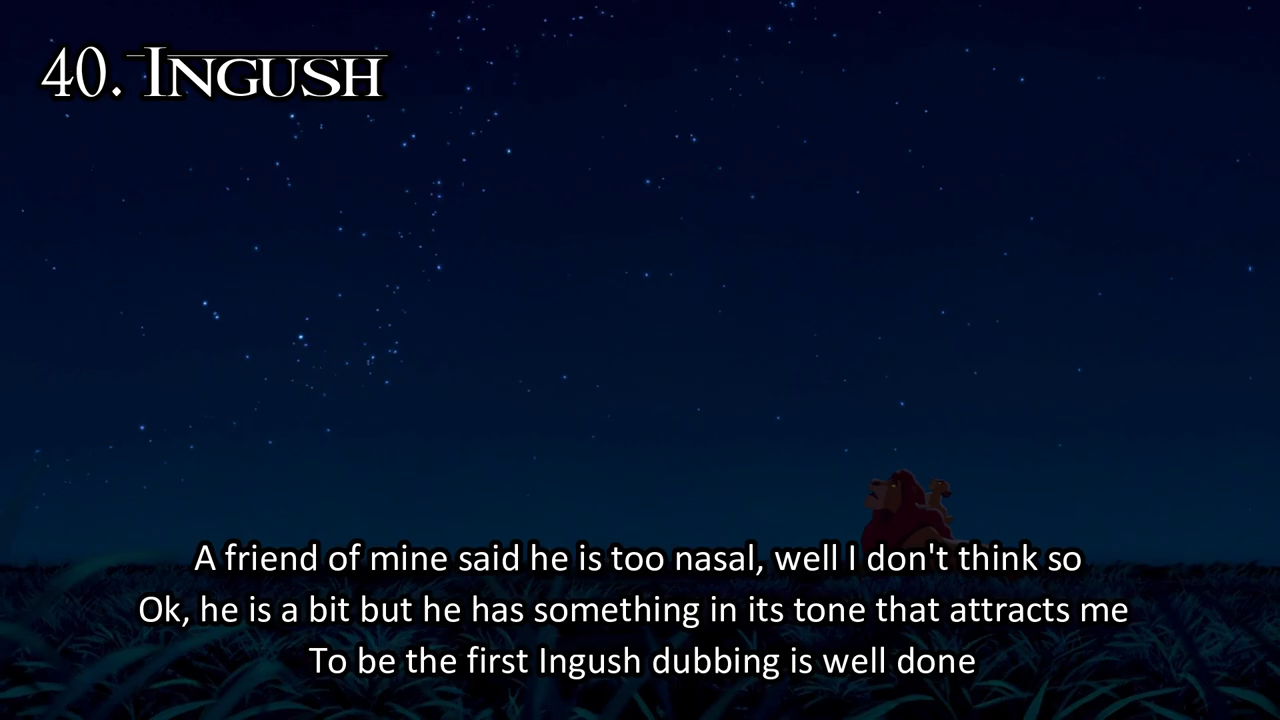 40. Ingush
A friend of mine said he is too nasal, well I don't think so
Ok, he is a bit but he has something in its tone that attracts me
To be the first Ingush dubbing is well done